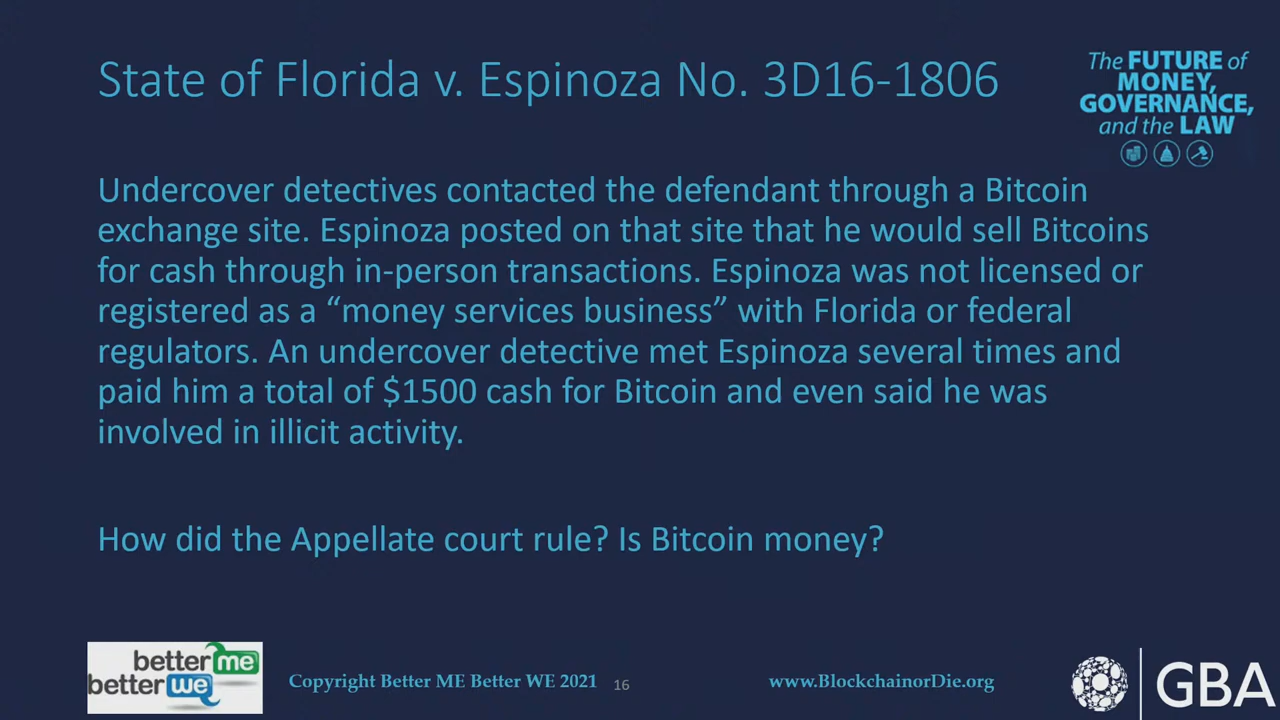 State of Florida v. Espinoza No. 3D16-1806
The FUTURE of
MONEY,
GOVERNANCE,
and the LAW
Undercover detectives contacted the defendant through a Bitcoin
exchange site. Espinoza posted on that site that he would sell Bitcoins
for cash through in-person transactions. Espinoza was not licensed or
registered as a “money services business” with Florida or federal
regulators. An undercover detective met Espinoza several times and
paid him a total of $1500 cash for Bitcoin and even said he was
involved in illicit activity.
How did the Appellate court rule? Is Bitcoin money?
better me
better we
Copyright Better ME Better WE 2021
16
www.BlockchainorDie.org
GBA